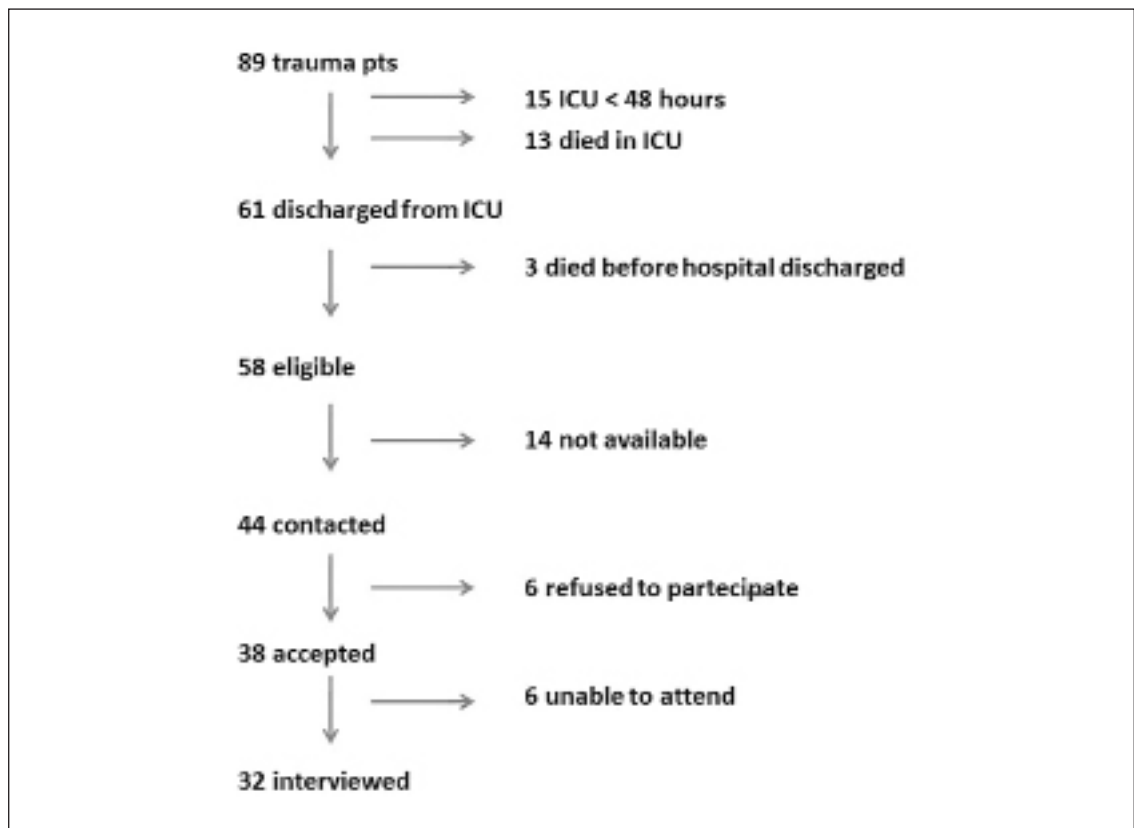 89 trauma pts
15 ICU < 48 hours
13 died in ICU
61 discharged from ICU
3 died before hospital discharged
58 eligible
14 not available
44 contacted
6 refused to partecipate
38 accepted
6 unable to attend
32 interviewed